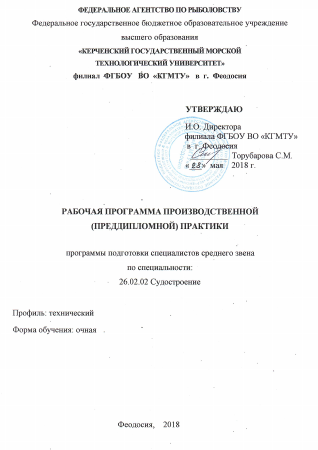 ФЕДЕРАЛЬНОЕ АГЕНТСТВО ПО РЫБОЛОВСТВУ
Федеральное государственное бюджетное образовательное учреждение
высшего образования
«КЕРЧЕНСКИЙ ГОСУДАРСТВЕННЫЙ МОРСКОЙ
ТЕХНОЛОГИЧЕСКИЙ УНИВЕРСИТЕТ»
филиал ФГБОУ ВО «КГМТУ» в г. Феодосия
УТВЕРЖДАЮ
И.О. Директора
филиала ФГБОУ ВО «КГМТУ»
в г. Феодосия
Торубарова С.М.
« 28 » мая 2018 г.
РАБОЧАЯ ПРОГРАММА ПРОИЗВОДСТВЕННОЙ
(ПРЕДДИПЛОМНОЙ) ПРАКТИКИ
программы подготовки специалистов среднего звена
по специальности:
26.02.02 Судостроение
Профиль: технический
Форма обучения: очная
Феодосия, 2018